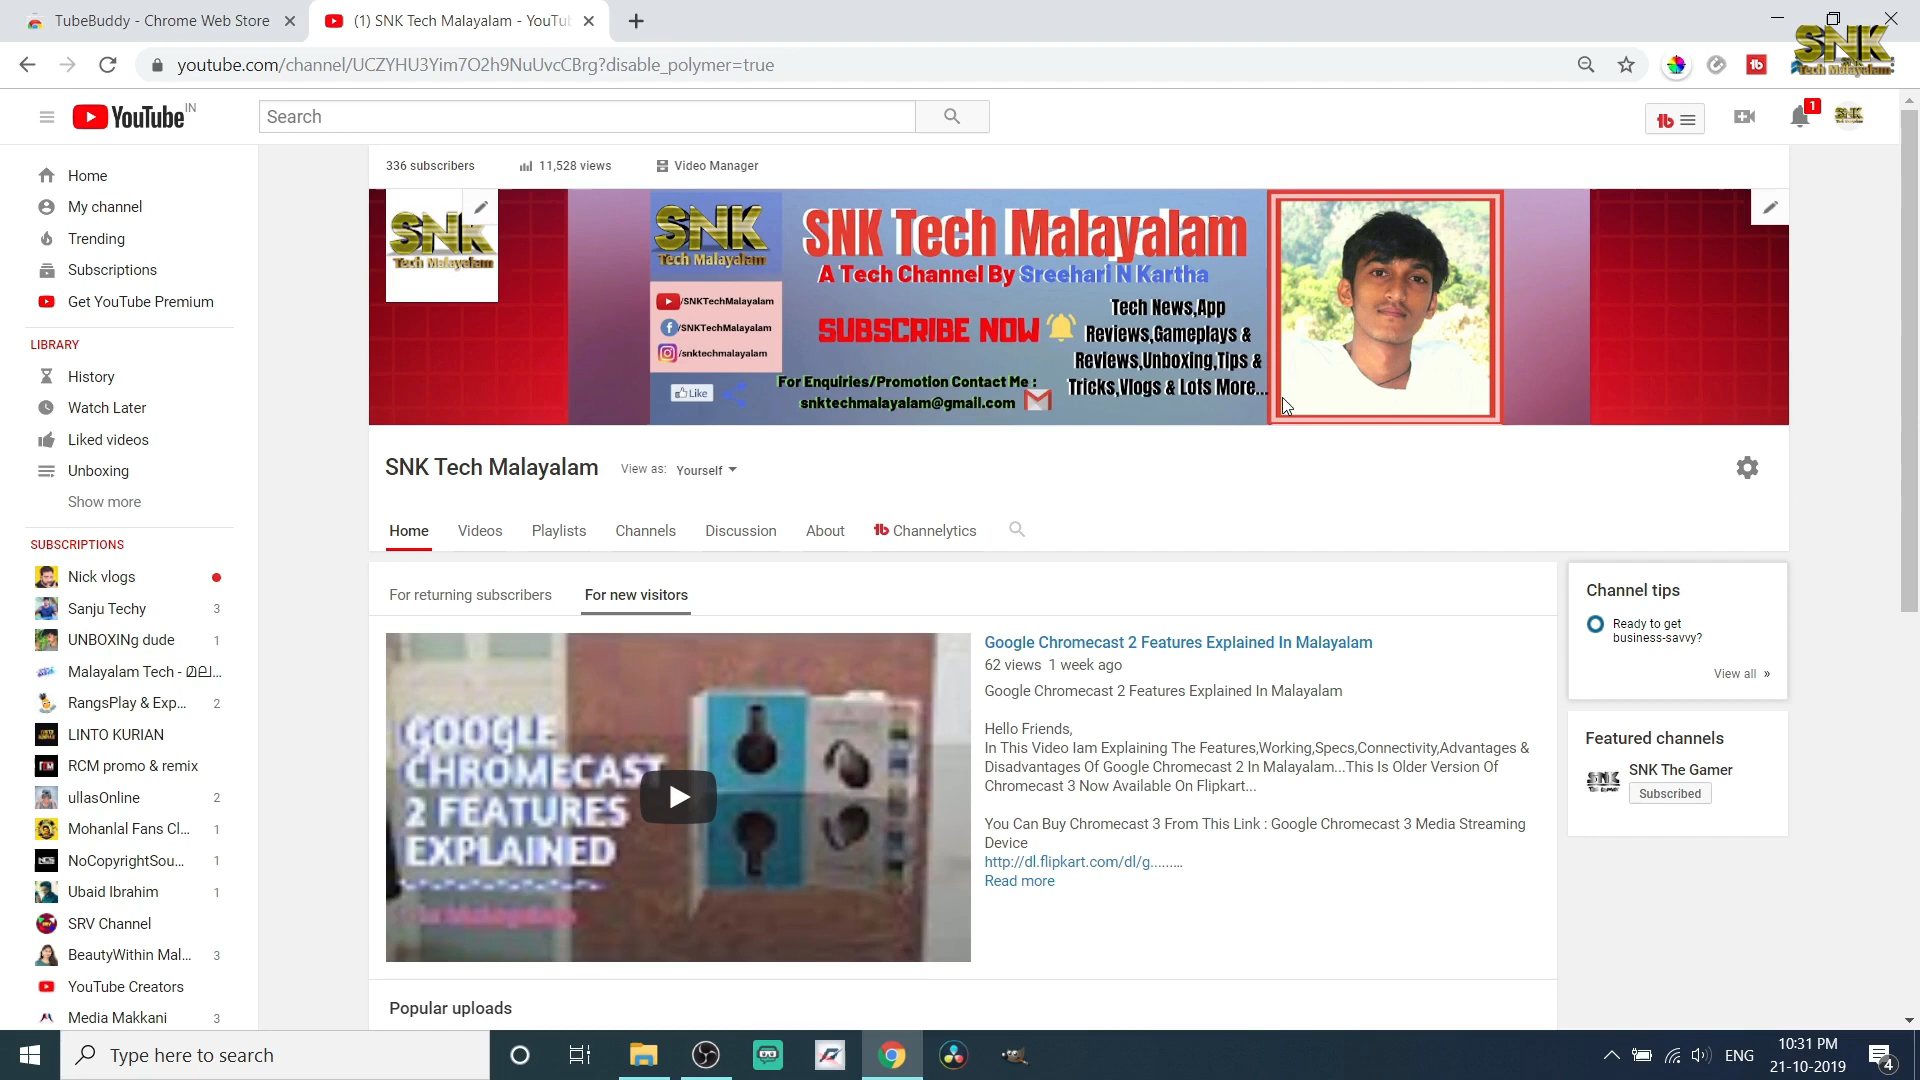 TubeBuddy - Chrome Web Store
(1) SNK Tech Malayalam - YouTu
SNK
Tech Malayalam
youtube.com/channel/UCZYHU3Yim7O2h9NuUvcCBrg?disable_polymer=true
YouTube IN
Search
1
Home
My channel
Trending
Subscriptions
Get YouTube Premium
LIBRARY
History
Watch Later
Liked videos
Unboxing
Show more
SUBSCRIPTIONS
Nick vlogs
Sanju Techy 3
UNBOXINg dude 1
Malayalam Tech - മല...
RangsPlay & Exp... 2
LINTO KURIAN
RCM promo & remix
ullasOnline 2
Mohanlal Fans Cl... 1
NoCopyrightSou... 1
Ubaid Ibrahim 1
SRV Channel
BeautyWithin Mal... 3
YouTube Creators
Media Makkani 3
336 subscribers 11,528 views Video Manager
SNK
Tech Malayalam
SNK
Tech Malayalam
/SNKTechMalayalam
/SNKTechMalayalam
/snktechmalayalam
Like
SNK Tech Malayalam
A Tech Channel By Sreehari N Kartha
SUBSCRIBE NOW
For Enquiries/Promotion Contact Me :
snktechmalayalam@gmail.com
Tech News,App
Reviews,Gameplays &
Reviews,Unboxing,Tips &
Tricks,Vlogs & Lots More...
SNK Tech Malayalam View as: Yourself
Home Videos Playlists Channels Discussion About Channelytics
For returning subscribers For new visitors
GOOGLE
CHROMECAST
2 FEATURES
EXPLAINED
Google Chromecast 2 Features Explained In Malayalam
62 views 1 week ago
Google Chromecast 2 Features Explained In Malayalam
Hello Friends,
In This Video Iam Explaining The Features,Working,Specs,Connectivity,Advantages &
Disadvantages Of Google Chromecast 2 In Malayalam...This Is Older Version Of
Chromecast 3 Now Available On Flipkart...
You Can Buy Chromecast 3 From This Link : Google Chromecast 3 Media Streaming
Device
http://dl.flipkart.com/dl/g.........
Read more
Popular uploads
Channel tips
Ready to get
business-savvy?
View all »
Featured channels
SNK The Gamer
Subscribed
Type here to search
ENG
10:31 PM
21-10-2019
4